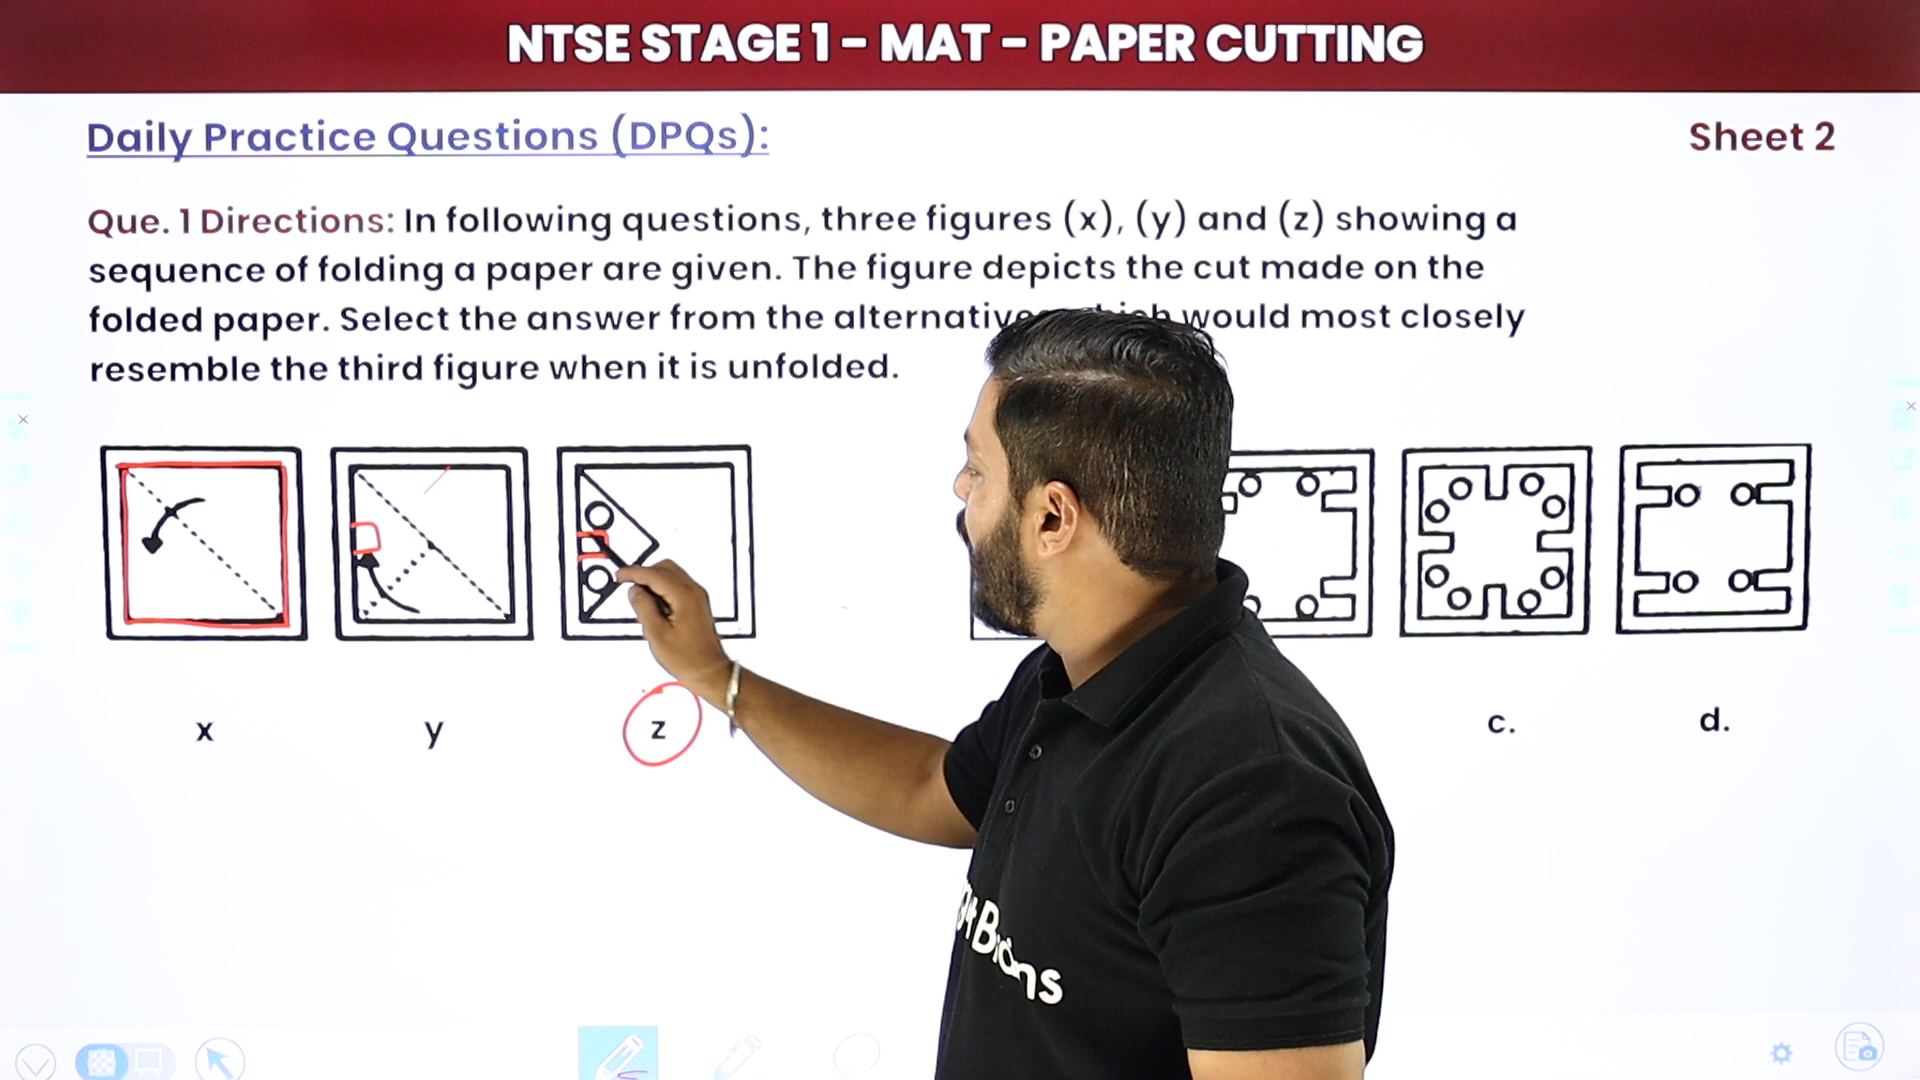 NTSE STAGE 1 – MAT – PAPER CUTTING
Daily Practice Questions (DPQs):
Sheet 2
Que. 1 Directions: In following questions, three figures (x), (y) and (z) showing a
sequence of folding a paper are given. The figure depicts the cut made on the
folded paper. Select the answer from the would most closely
resemble the third figure when it is unfolded.
x
y
z
c.
d.